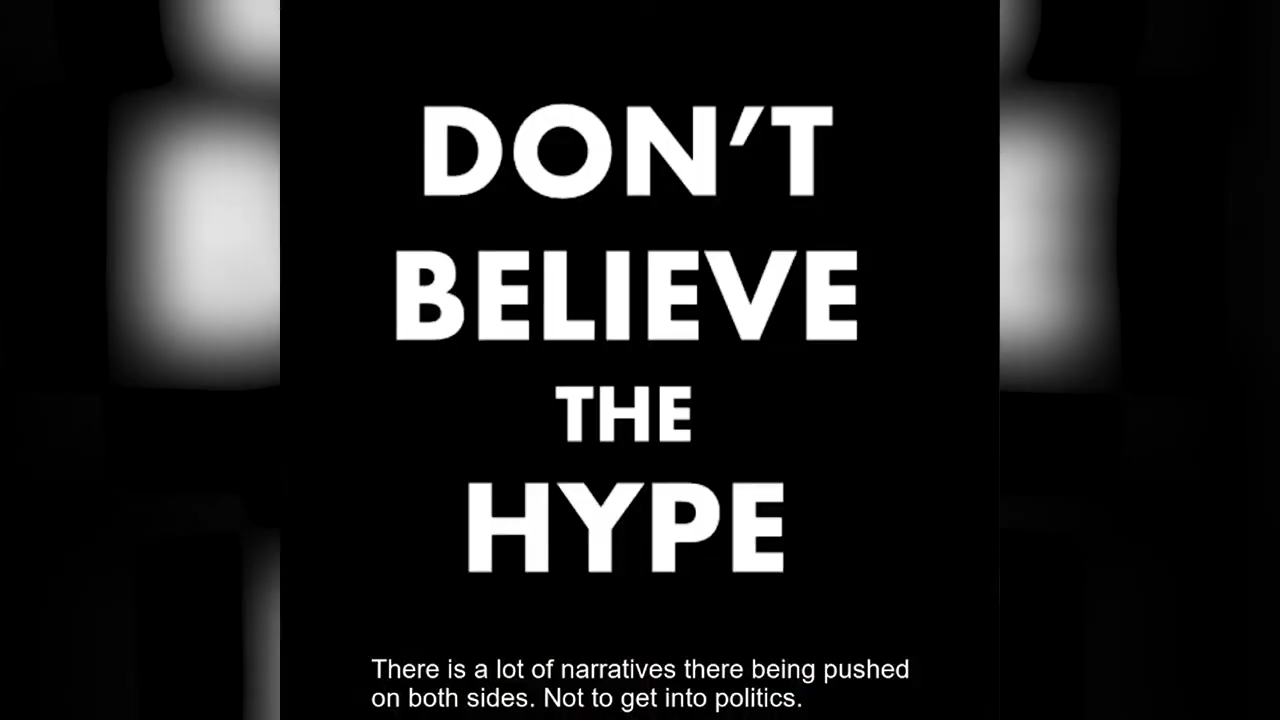 DON'T
BELIEVE
THE
HYPE
There is a lot of narratives there being pushed
on both sides. Not to get into politics.